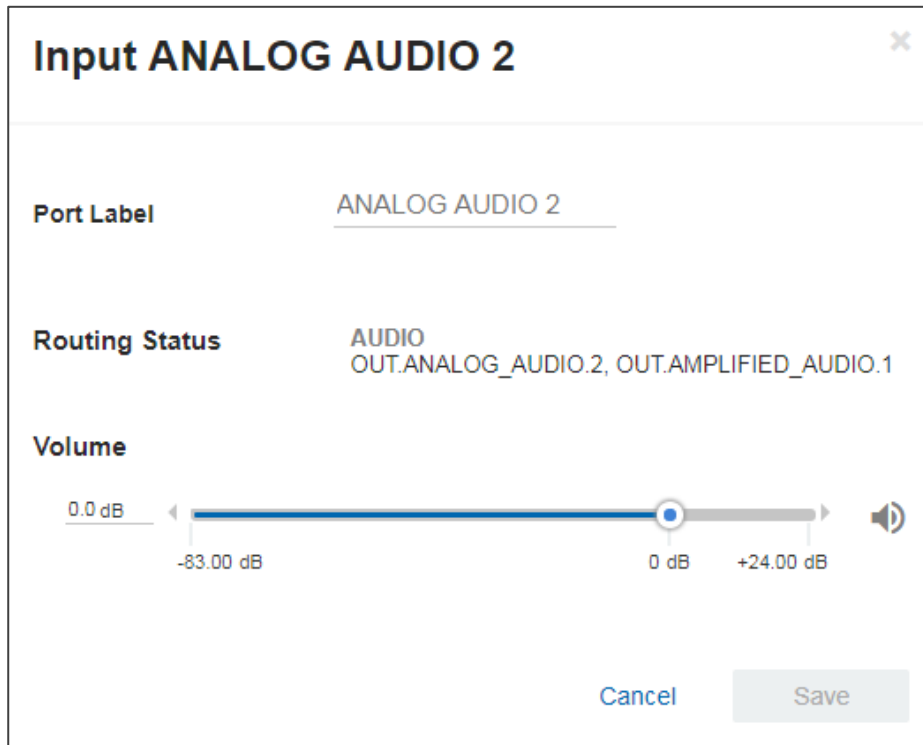 Input ANALOG AUDIO 2
Port Label
ANALOG AUDIO 2
Routing Status
AUDIO
OUT.ANALOG_AUDIO.2, OUT.AMPLIFIED_AUDIO.1
Volume
0.0 dB
-83.00 dB
0 dB
+24.00 dB
Cancel
Save